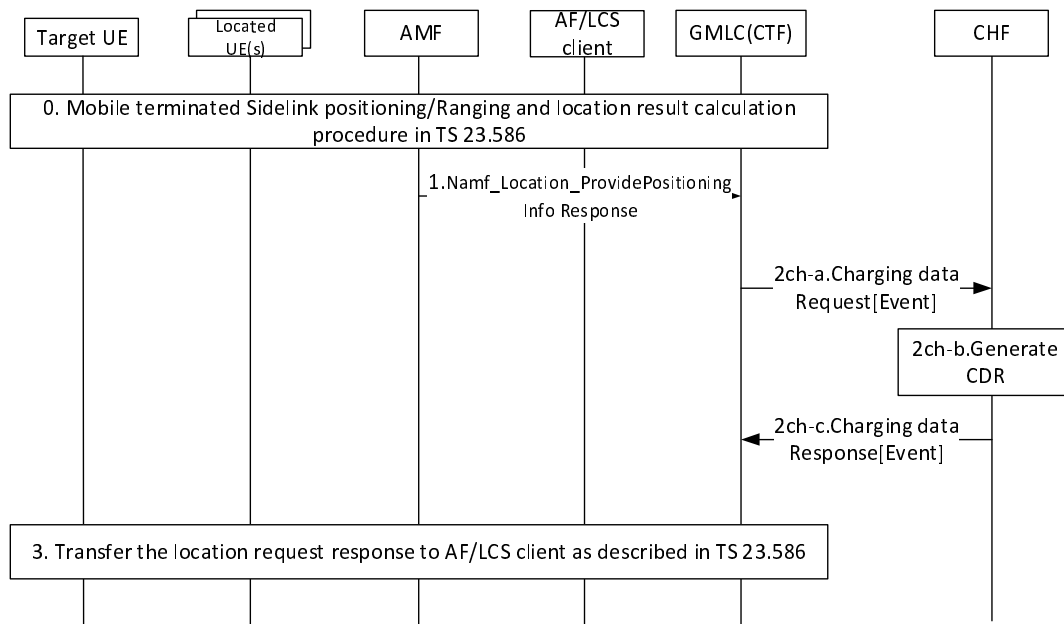 Target UE
Located
UE(s)
AMF
AF/LCS
client
GMLC(CTF)
CHF
0. Mobile terminated Sidelink positioning/Ranging and location result calculation
procedure in TS 23.586
1.Namf_Location_ProvidePositioning
Info Response
2ch-a.Charging data
Request[Event]
2ch-b.Generate
CDR
2ch-c.Charging data
Response[Event]
3. Transfer the location request response to AF/LCS client as described in TS 23.586